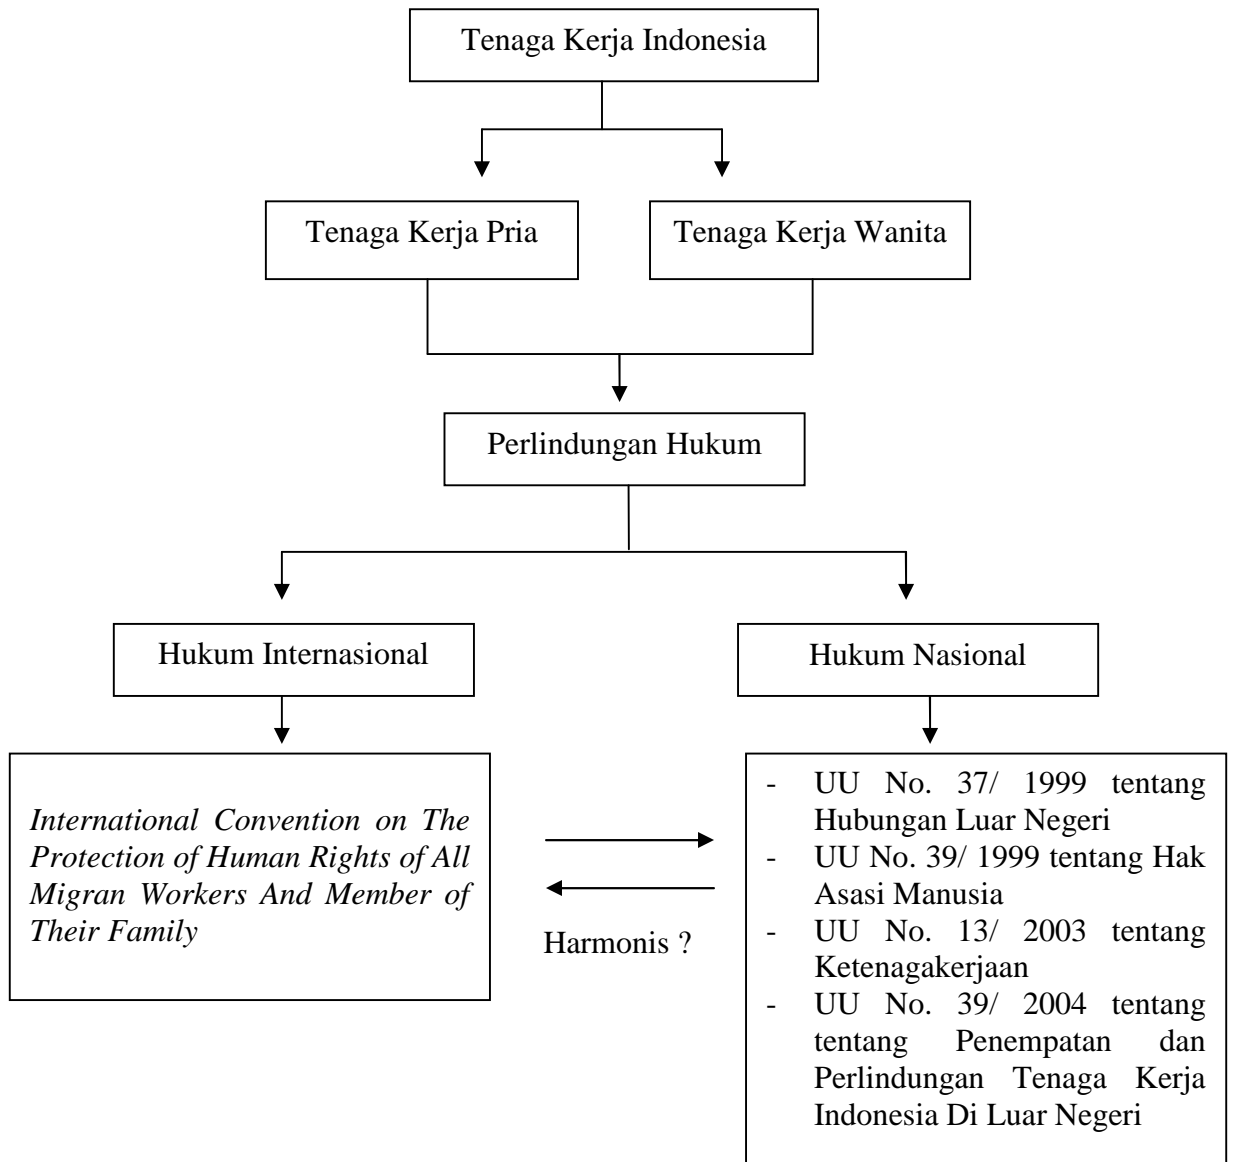 Tenaga Kerja Indonesia
Tenaga Kerja Pria
Tenaga Kerja Wanita
Perlindungan Hukum
Hukum Internasional
Hukum Nasional
International Convention on The
Protection of Human Rights of All
Migran Workers And Member of
Their Family
Harmonis ?
- UU No. 37/ 1999 tentang
Hubungan Luar Negeri
- UU No. 39/ 1999 tentang Hak
Asasi Manusia
- UU No. 13/ 2003 tentang
Ketenagakerjaan
- UU No. 39/ 2004 tentang
tentang Penempatan dan
Perlindungan Tenaga Kerja
Indonesia Di Luar Negeri